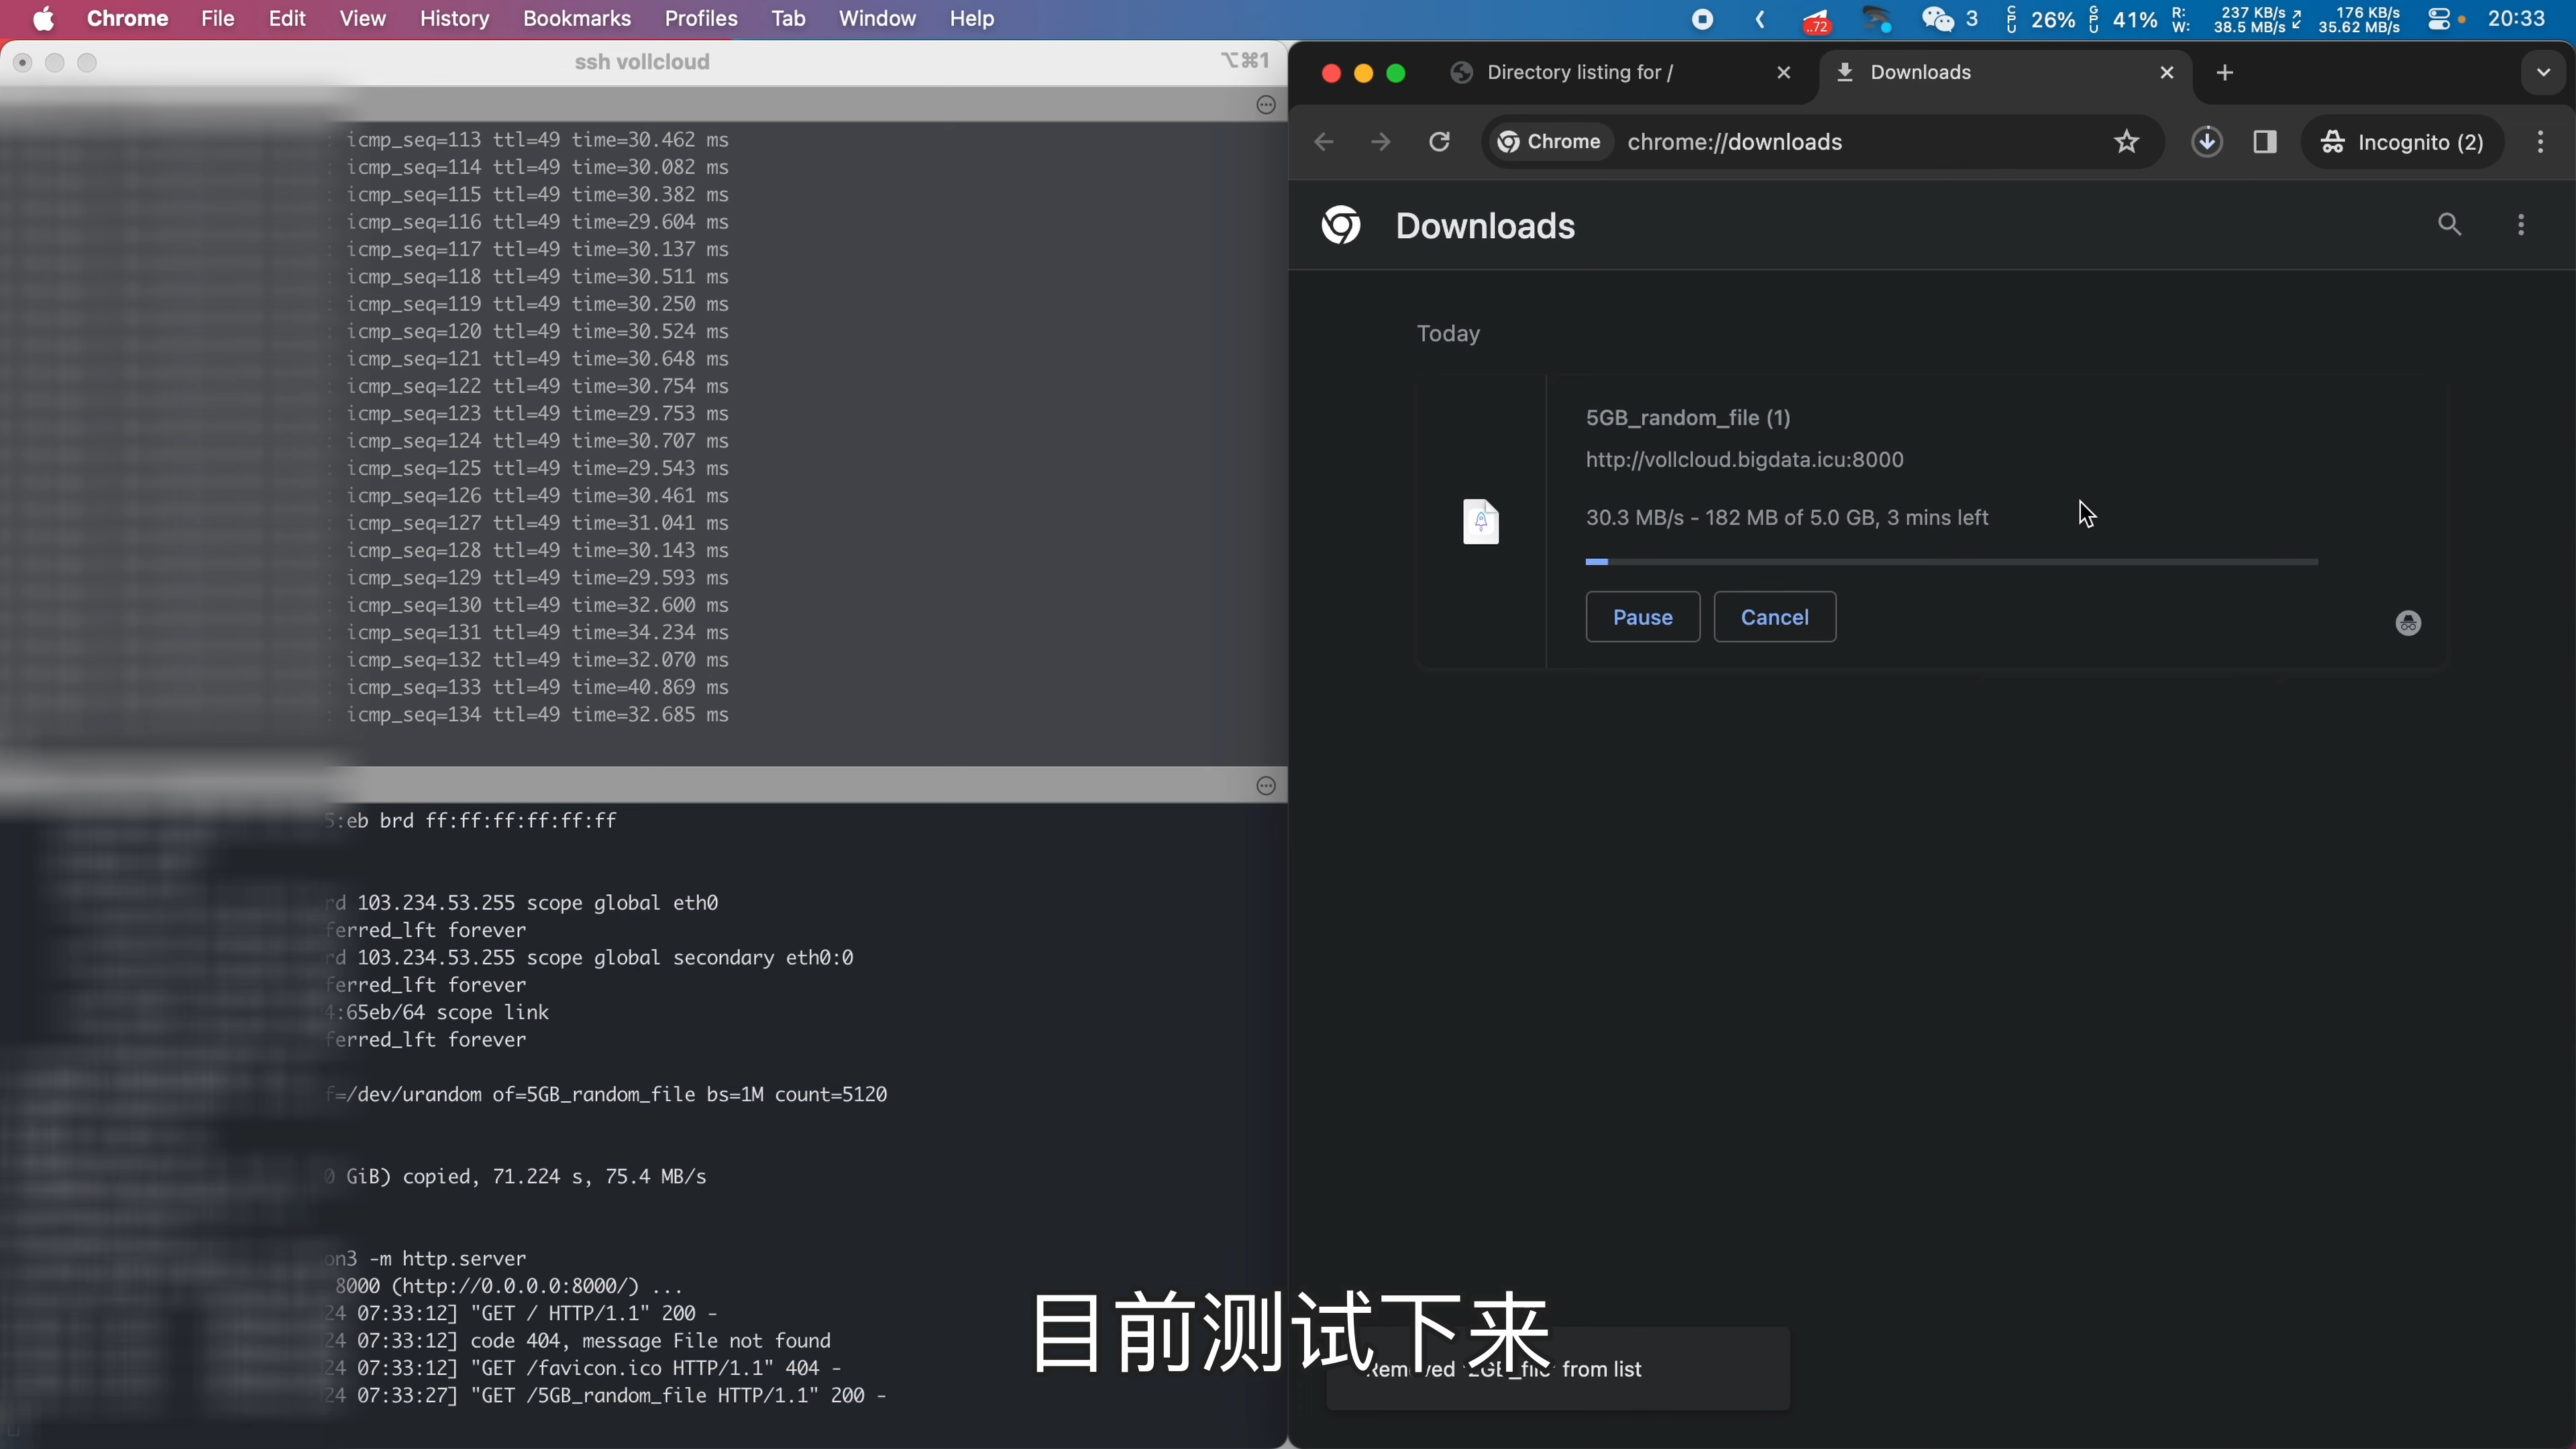 Chrome File Edit View History Bookmarks Profiles Tab Window Help
..72 3 CPU 26% GPU 41% R: W: 237 KB/s 38.5 MB/s 176 KB/s 35.62 MB/s 20:33
ssh vollcloud ⌥⌘1
: icmp_seq=113 ttl=49 time=30.462 ms
: icmp_seq=114 ttl=49 time=30.082 ms
: icmp_seq=115 ttl=49 time=30.382 ms
: icmp_seq=116 ttl=49 time=29.604 ms
: icmp_seq=117 ttl=49 time=30.137 ms
: icmp_seq=118 ttl=49 time=30.511 ms
: icmp_seq=119 ttl=49 time=30.250 ms
: icmp_seq=120 ttl=49 time=30.524 ms
: icmp_seq=121 ttl=49 time=30.648 ms
: icmp_seq=122 ttl=49 time=30.754 ms
: icmp_seq=123 ttl=49 time=29.753 ms
: icmp_seq=124 ttl=49 time=30.707 ms
: icmp_seq=125 ttl=49 time=29.543 ms
: icmp_seq=126 ttl=49 time=30.461 ms
: icmp_seq=127 ttl=49 time=31.041 ms
: icmp_seq=128 ttl=49 time=30.143 ms
: icmp_seq=129 ttl=49 time=29.593 ms
: icmp_seq=130 ttl=49 time=32.600 ms
: icmp_seq=131 ttl=49 time=34.234 ms
: icmp_seq=132 ttl=49 time=32.070 ms
: icmp_seq=133 ttl=49 time=40.869 ms
: icmp_seq=134 ttl=49 time=32.685 ms
5:eb brd ff:ff:ff:ff:ff:ff
rd 103.234.53.255 scope global eth0
ferred_lft forever
rd 103.234.53.255 scope global secondary eth0:0
ferred_lft forever
4:65eb/64 scope link
ferred_lft forever
f=/dev/urandom of=5GB_random_file bs=1M count=5120
0 GiB) copied, 71.224 s, 75.4 MB/s
on3 -m http.server
8000 (http://0.0.0.0:8000/) ...
24 07:33:12] "GET / HTTP/1.1" 200 -
24 07:33:12] code 404, message File not found
24 07:33:12] "GET /favicon.ico HTTP/1.1" 404 -
24 07:33:27] "GET /5GB_random_file HTTP/1.1" 200 -
Directory listing for / Downloads
Chrome chrome://downloads Incognito (2)
Downloads
Today
5GB_random_file (1)
http://vollcloud.bigdata.icu:8000
30.3 MB/s - 182 MB of 5.0 GB, 3 mins left
Pause Cancel
目前测试下来
from list